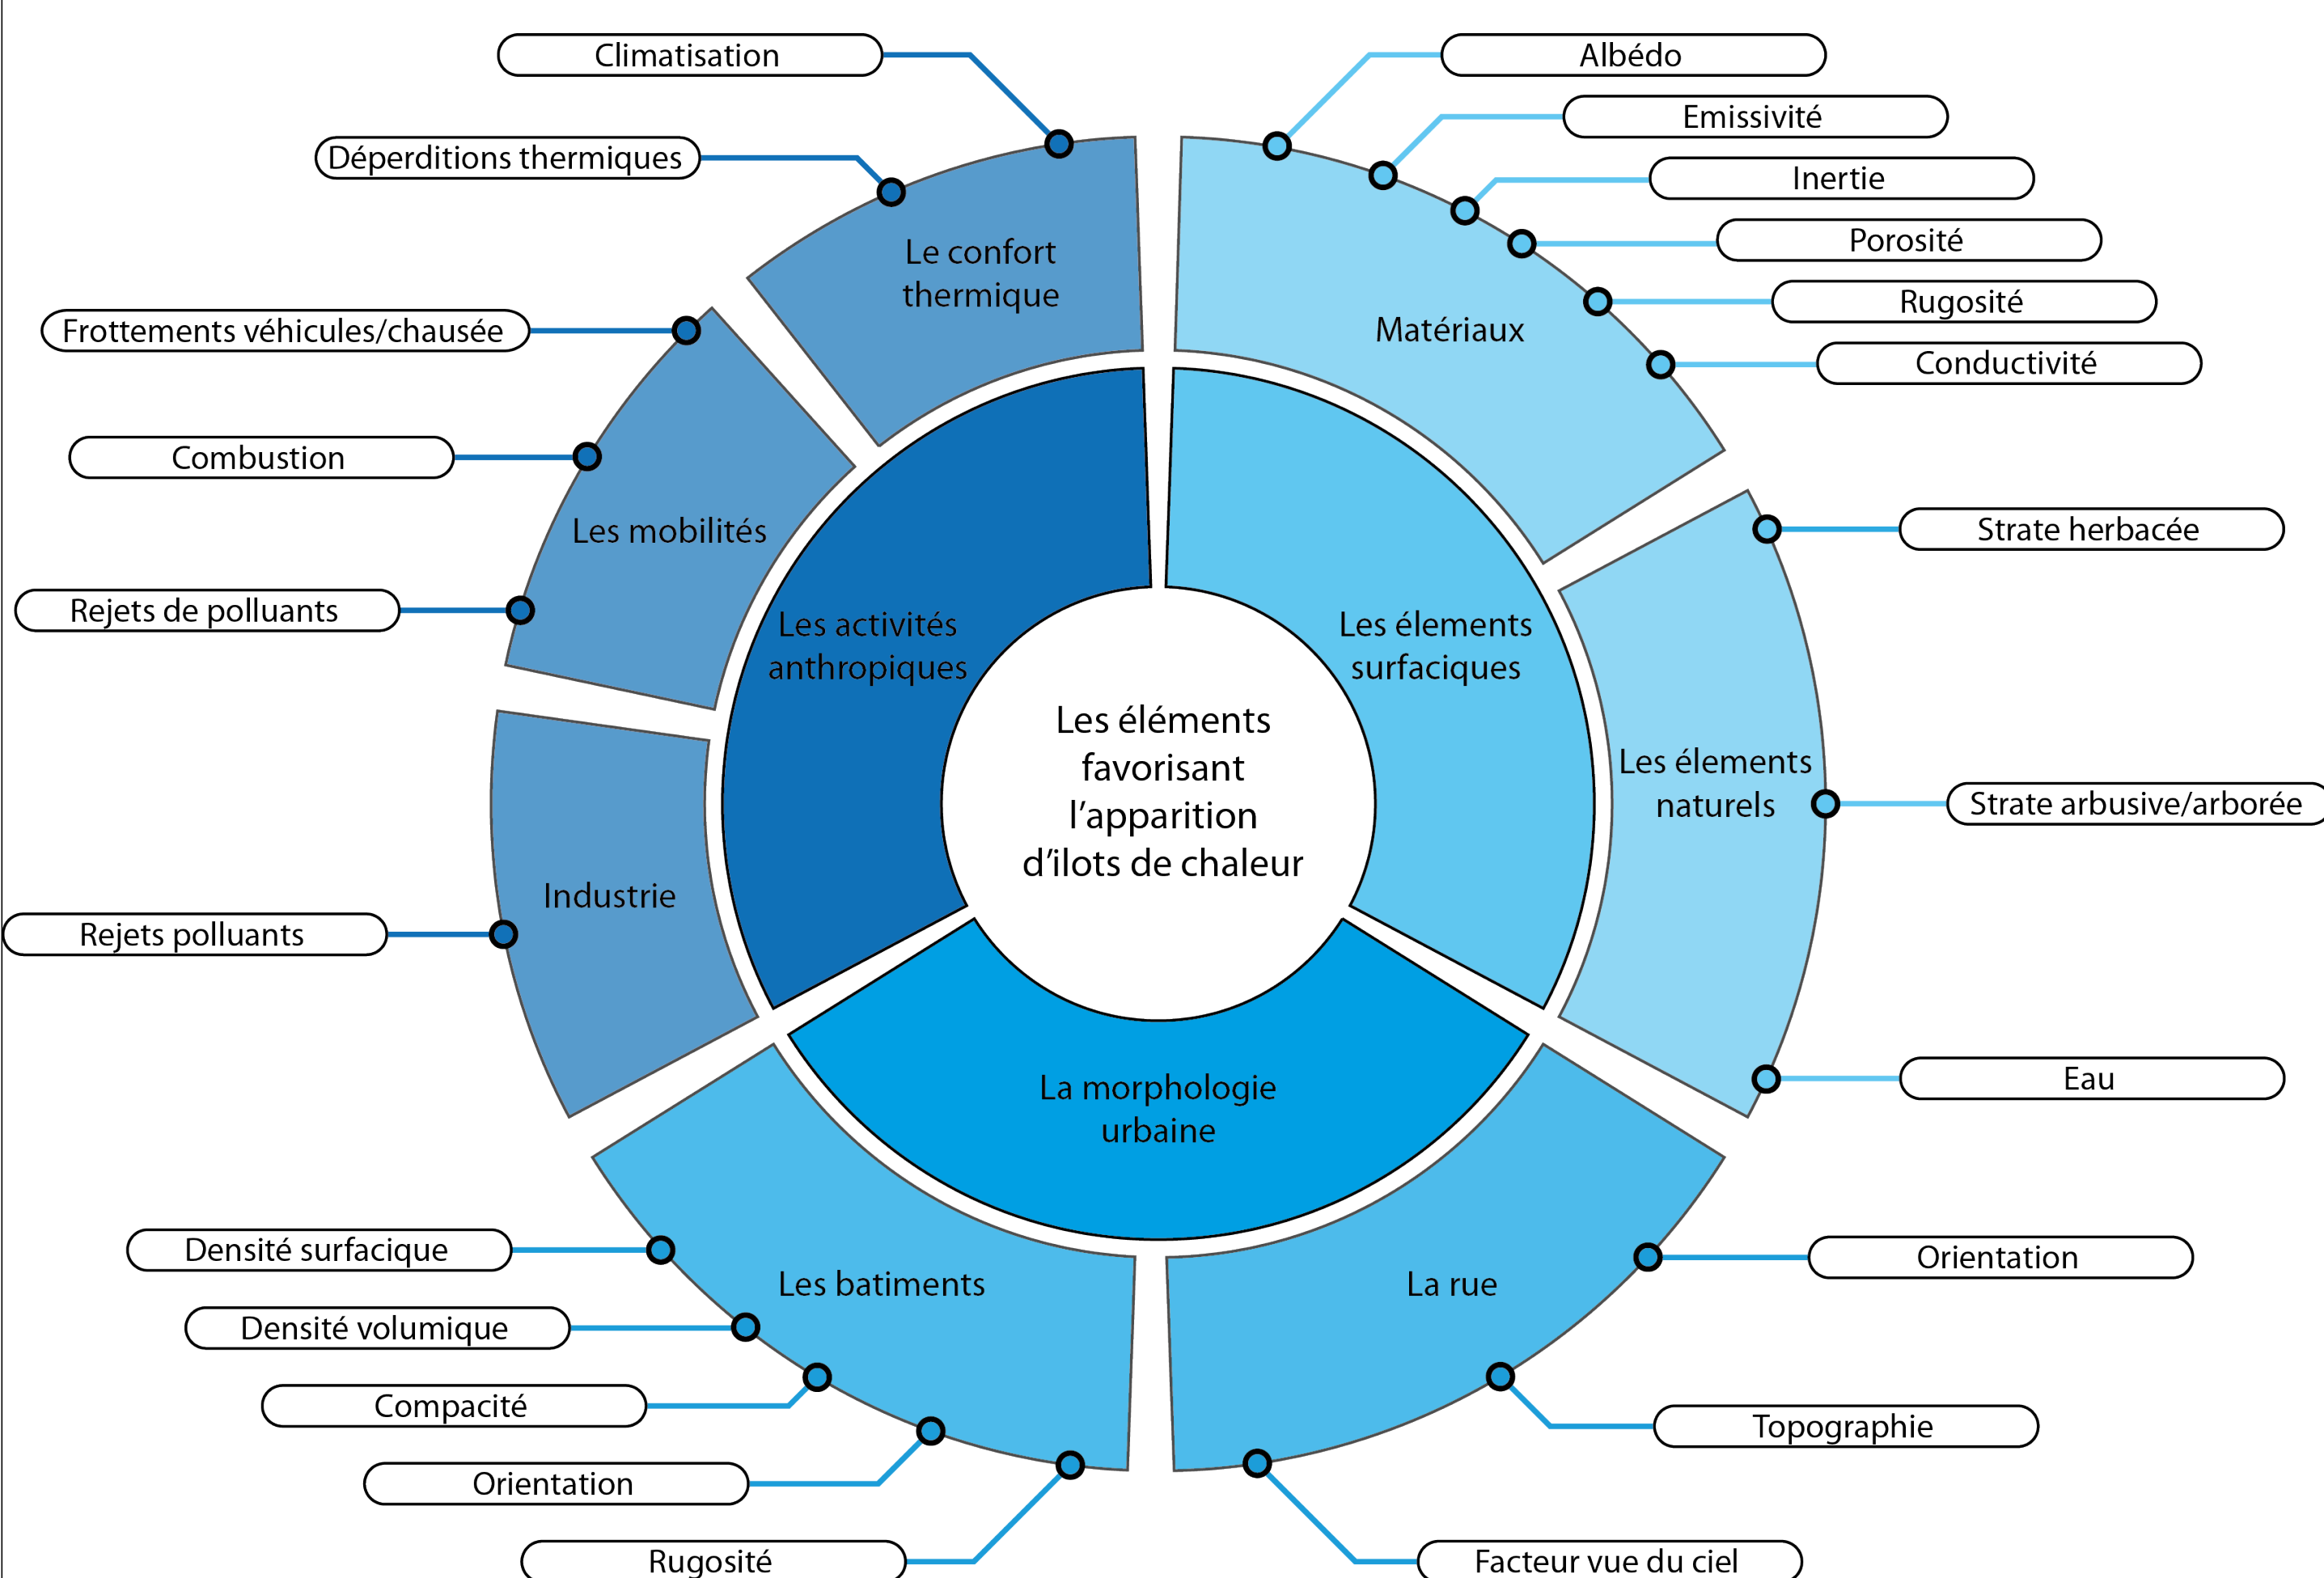 Climatisation
Déperditions thermiques
Frottements véhicules/chausée
Combustion
Rejets de polluants
Rejets polluants
Densité surfacique
Densité volumique
Compacité
Orientation
Rugosité
Le confort
thermique
Les mobilités
Industrie
Les batiments
Les activités
anthropiques
Les éléments
favorisant
l’apparition
d’ilots de chaleur
La morphologie
urbaine
Les élements
surfaciques
Matériaux
Les élements
naturels
La rue
Albédo
Emissivité
Inertie
Porosité
Rugosité
Conductivité
Strate herbacée
Strate arbusive/arborée
Eau
Orientation
Topographie
Facteur vue du ciel